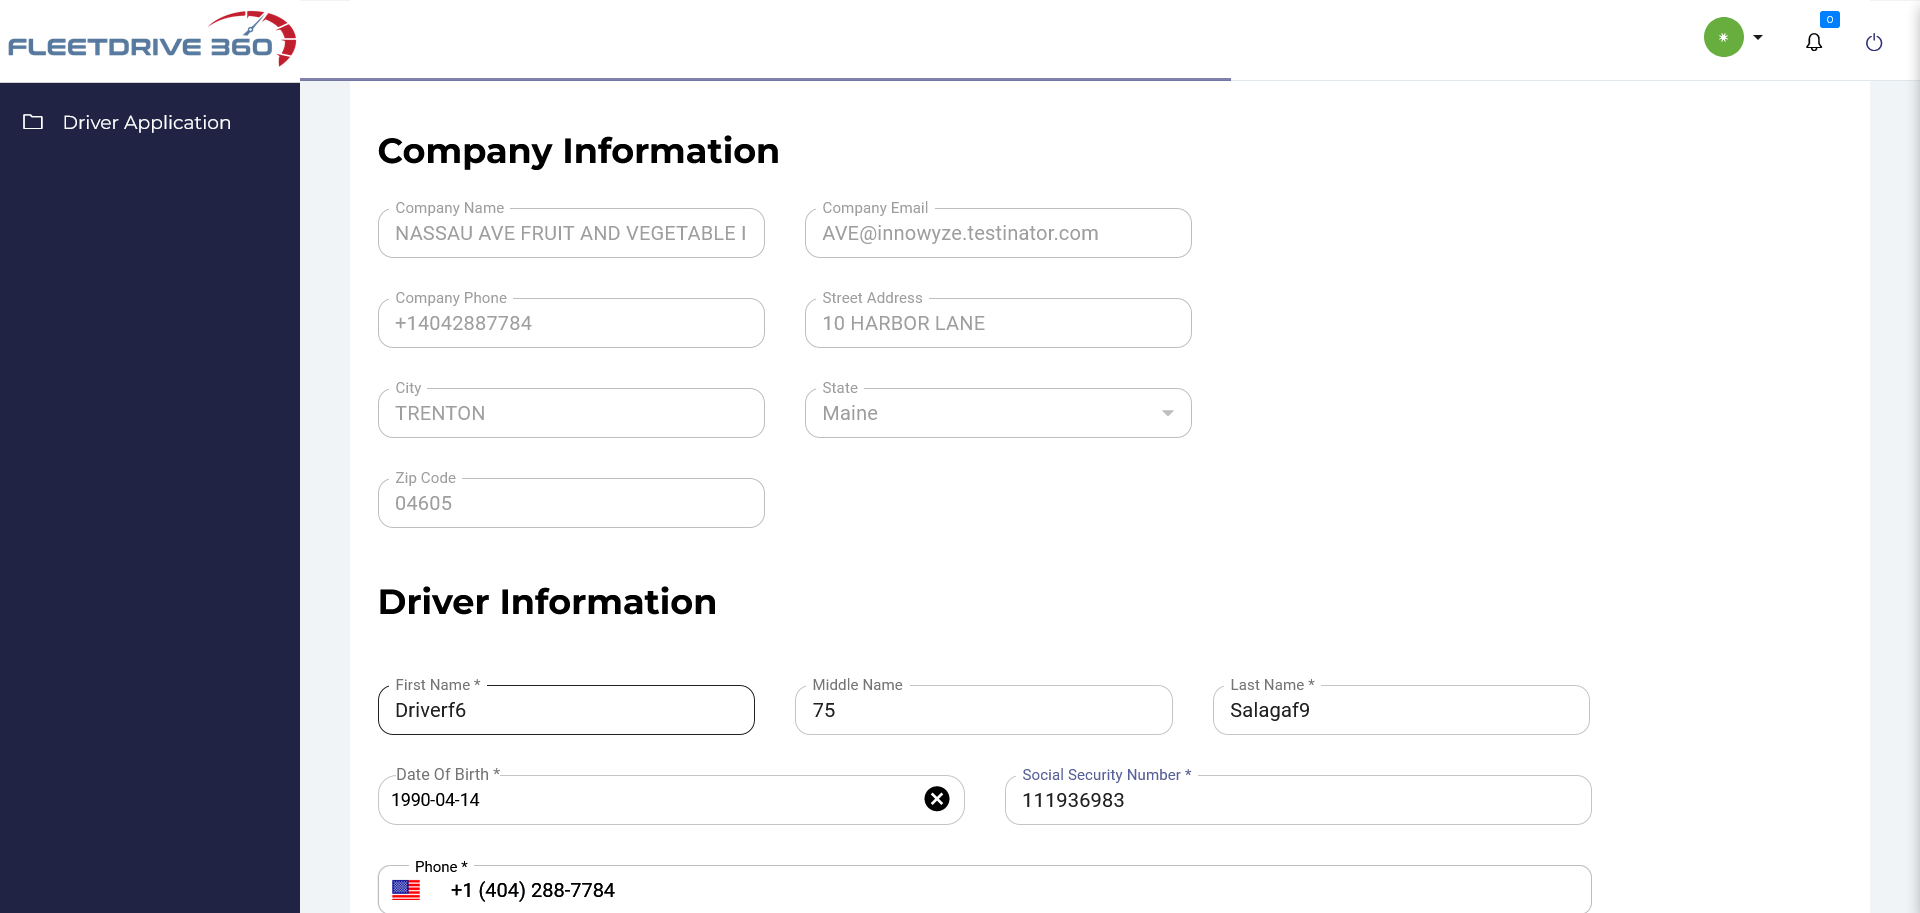 FLEETDRIVE 360
0
Driver Application
Company Information
Company Name
NASSAU AVE FRUIT AND VEGETABLE I
Company Email
AVE@innowyze.testinator.com
Company Phone
+14042887784
Street Address
10 HARBOR LANE
City
TRENTON
State
Maine
Zip Code
04605
Driver Information
First Name *
Driverf6
Middle Name
75
Last Name *
Salagaf9
Date Of Birth *
1990-04-14
Social Security Number *
111936983
Phone *
+1 (404) 288-7784